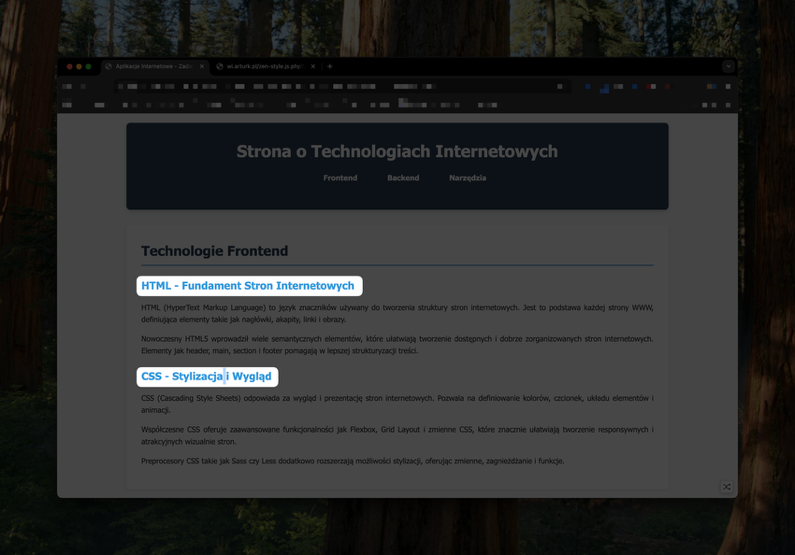 Aplikacje Internetowe - Zada
wi.arturk.pl/zen-style.js.php
Strona o Technologiach Internetowych
Frontend Backend Narzędzia
Technologie Frontend
HTML - Fundament Stron Internetowych
HTML (HyperText Markup Language) to język znaczników używany do tworzenia struktury stron internetowych. Jest to podstawa każdej strony WWW,
definiująca elementy takie jak nagłówki, akapity, linki i obrazy.
Nowoczesny HTML5 wprowadził wiele semantycznych elementów, które ułatwiają tworzenie dostępnych i dobrze zorganizowanych stron internetowych.
Elementy jak header, main, section i footer pomagają w lepszej strukturyzacji treści.
CSS - Stylizacja i Wygląd
CSS (Cascading Style Sheets) odpowiada za wygląd i prezentację stron internetowych. Pozwala na definiowanie kolorów, czcionek, układu elementów i
animacji.
Współczesne CSS oferuje zaawansowane funkcjonalności jak Flexbox, Grid Layout i zmienne CSS, które znacznie ułatwiają tworzenie responsywnych i
atrakcyjnych wizualnie stron.
Preprocesory CSS takie jak Sass czy Less dodatkowo rozszerzają możliwości stylizacji, oferując zmienne, zagnieżdżanie i funkcje.